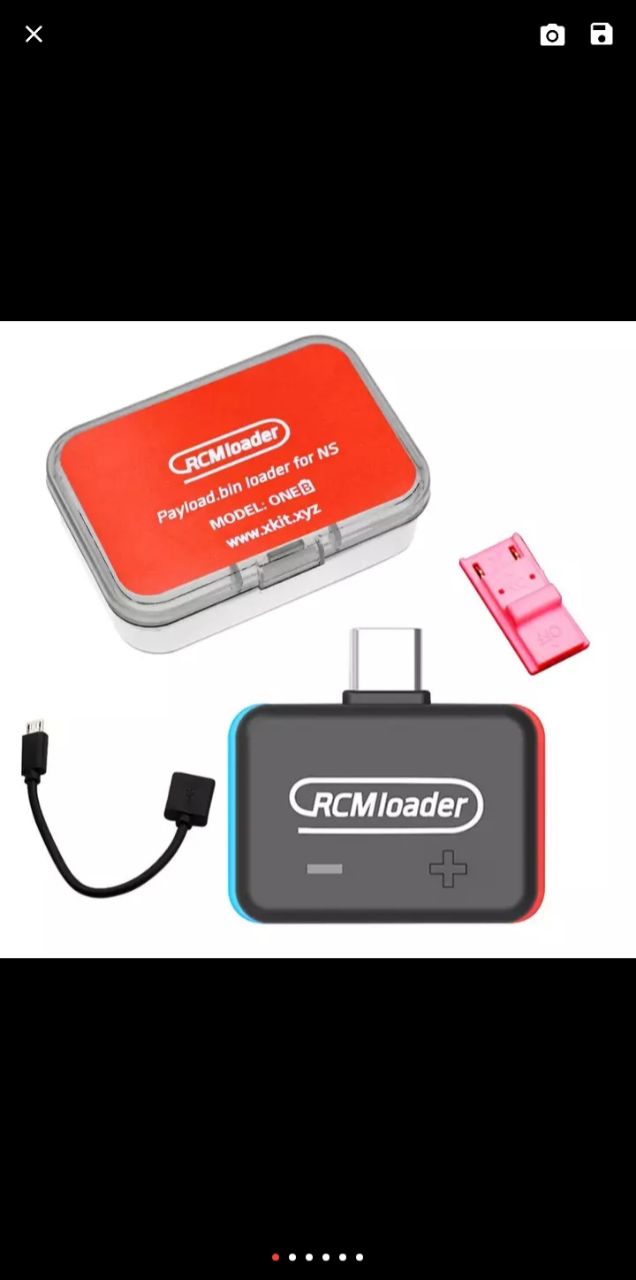 RCMloader
Payload.bin loader for NS
MODEL: ONE B
www.xkit.xyz
RCMloader